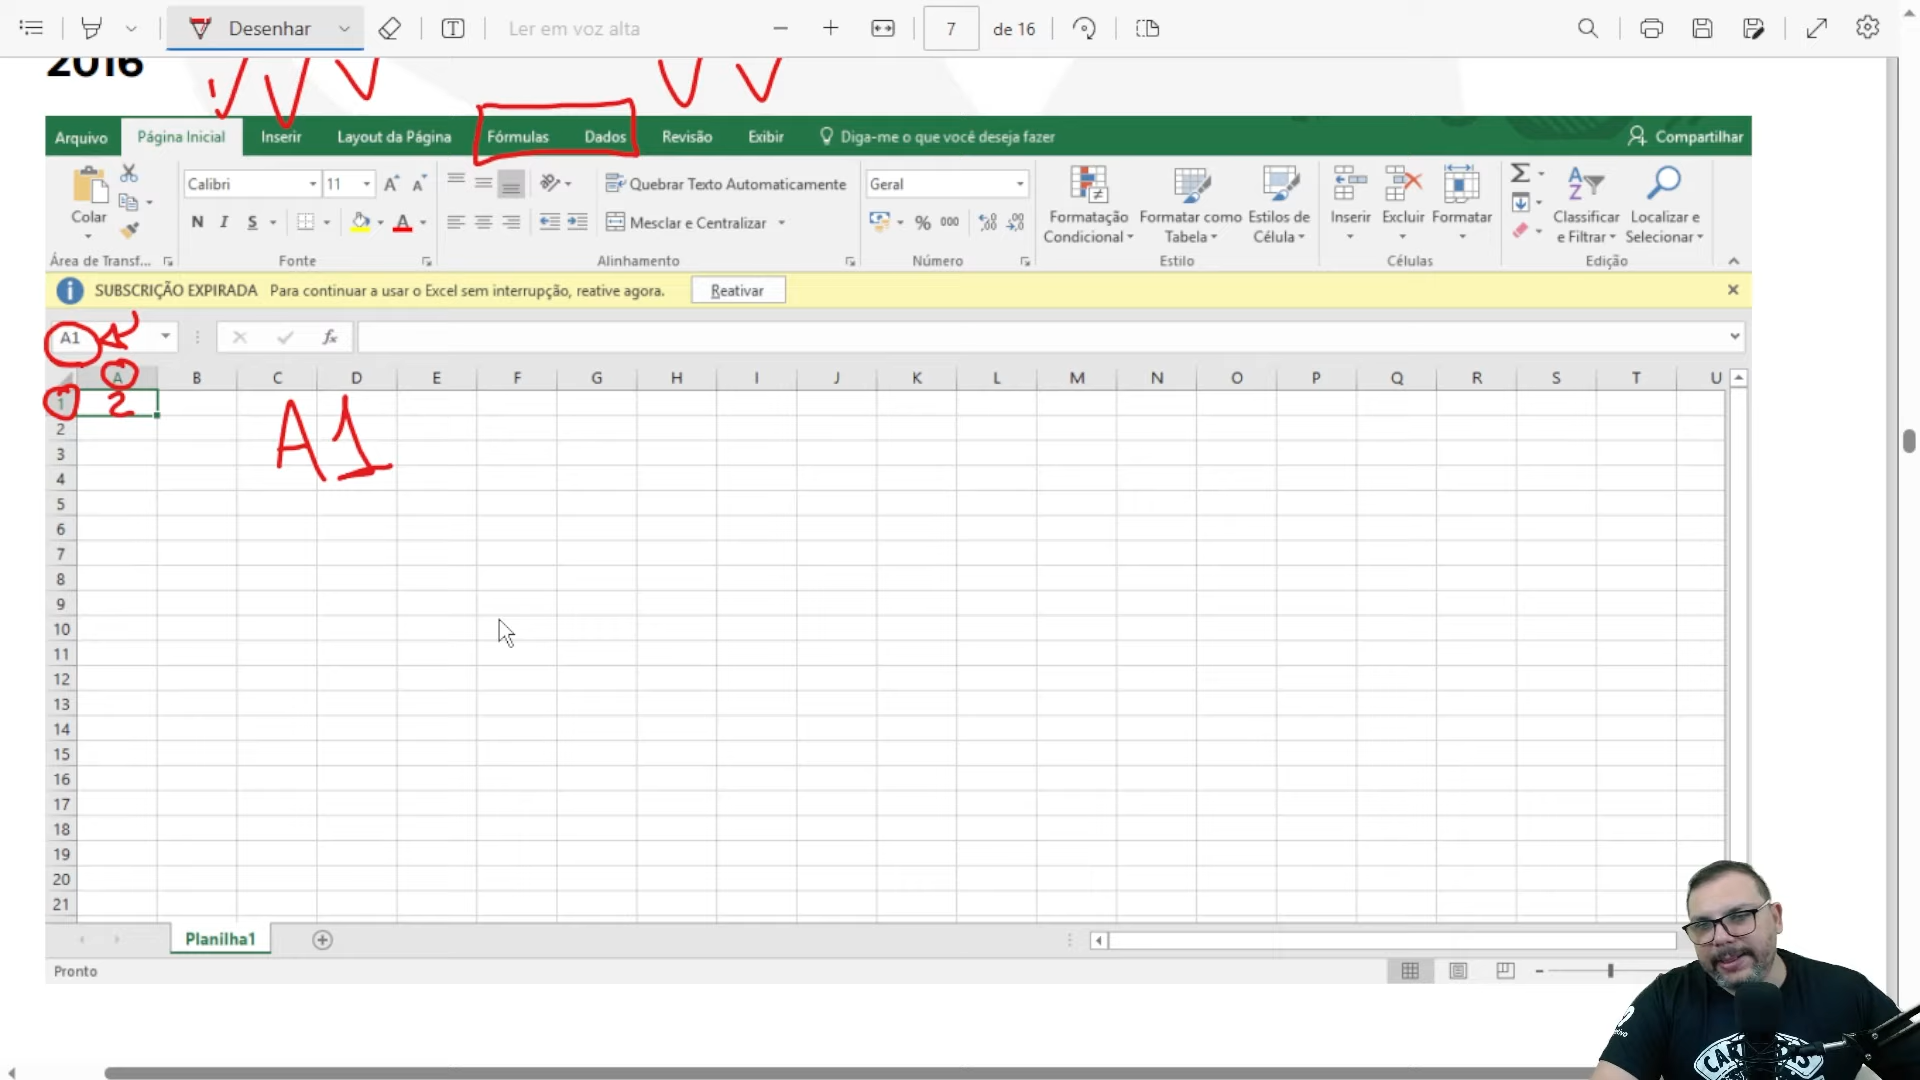 Desenhar
Ler em voz alta
7 de 16
2016
Arquivo Página Inicial Inserir Layout da Página Fórmulas Dados Revisão Exibir Diga-me o que você deseja fazer Compartilhar
Calibri 11 Quebrar Texto Automaticamente Geral
Colar N I S Mesclar e Centralizar % 000
Formatação Condicional Formatar como Tabela Estilos de Célula Inserir Excluir Formatar Classificar e Filtrar Localizar e Selecionar
Área de Transf... Fonte Alinhamento Número Estilo Células Edição
SUBSCRIÇÃO EXPIRADA Para continuar a usar o Excel sem interrupção, reative agora. Reativar
A1 fx
A B C D E F G H I J K L M N O P Q R S T U
1 2
A1
2
3
4
5
6
7
8
9
10
11
12
13
14
15
16
17
18
19
20
21
Planilha1
Pronto